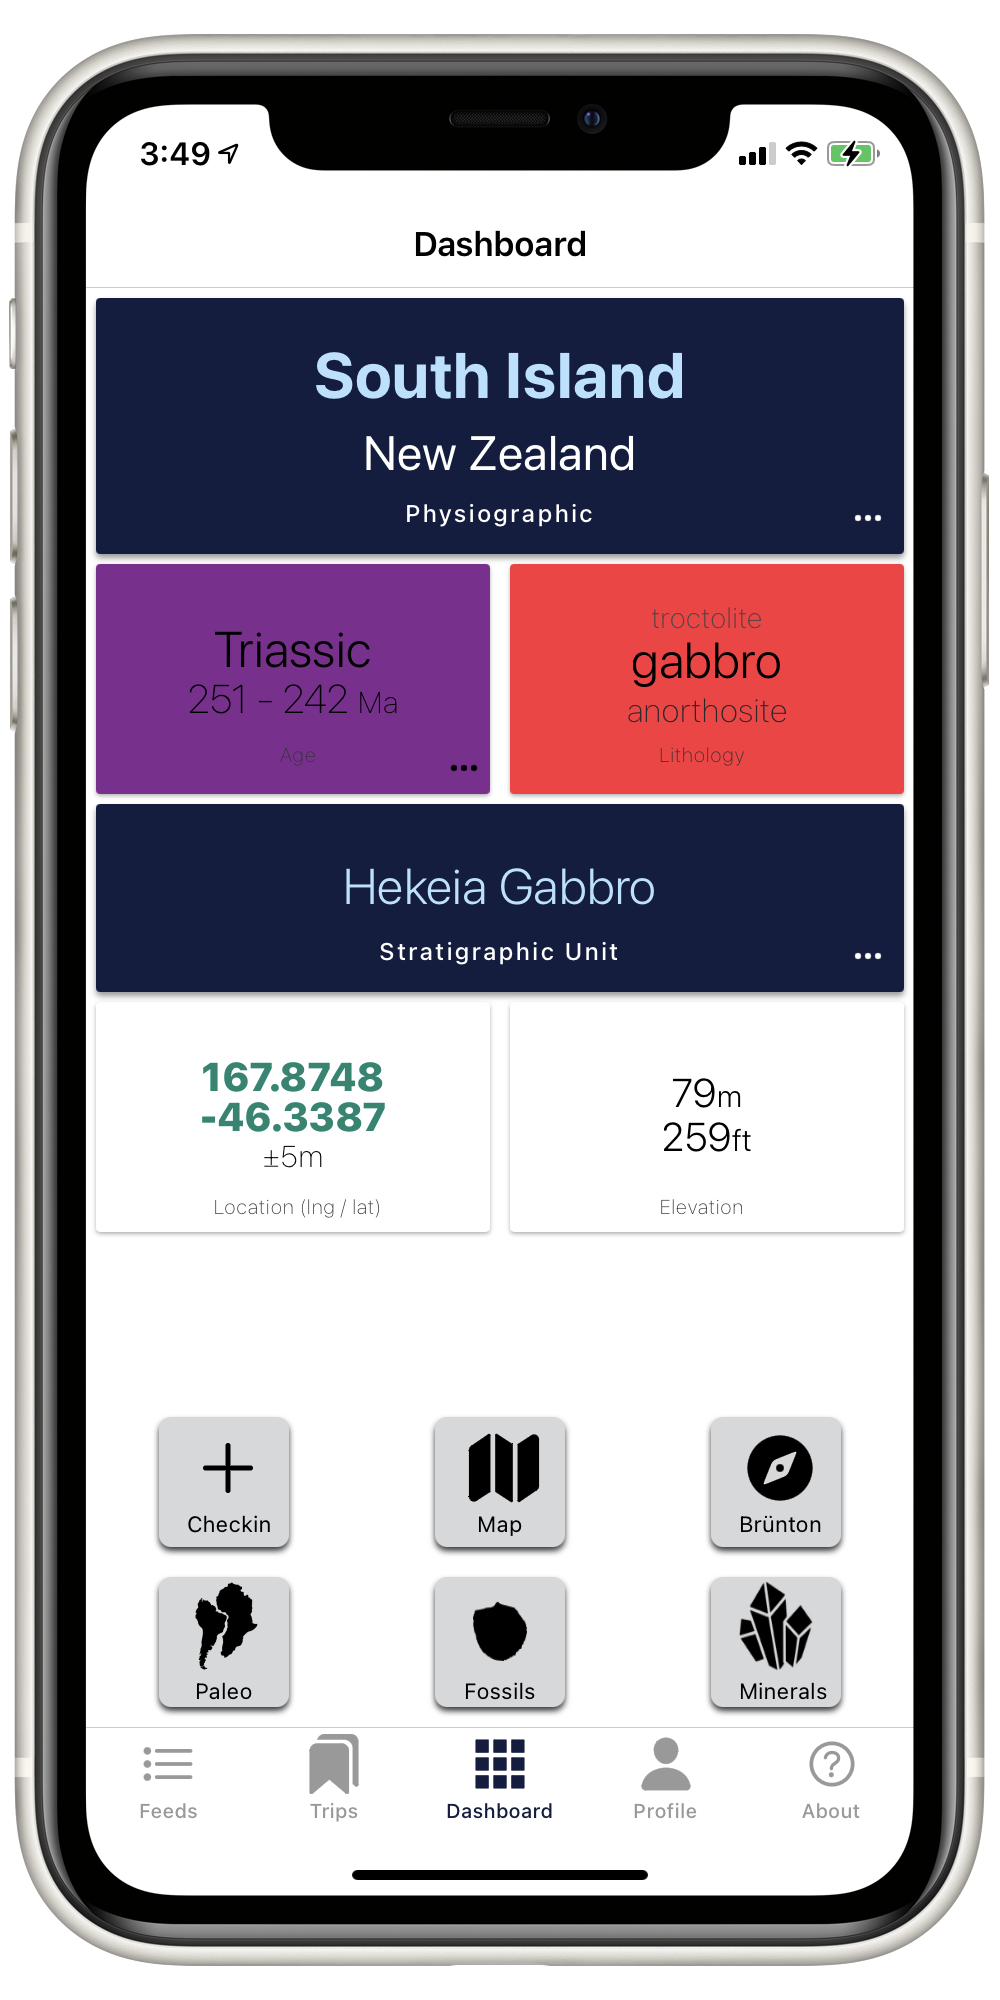 3:49
Dashboard
South Island
New Zealand
Physiographic
Triassic
251 - 242 Ma
Age
troctolite
gabbro
anorthosite
Lithology
Hekeia Gabbro
Stratigraphic Unit
167.8748
-46.3387
±5m
Location (lng / lat)
79m
259ft
Elevation
Checkin
Map
Brünton
Paleo
Fossils
Minerals
Feeds
Trips
Dashboard
Profile
About